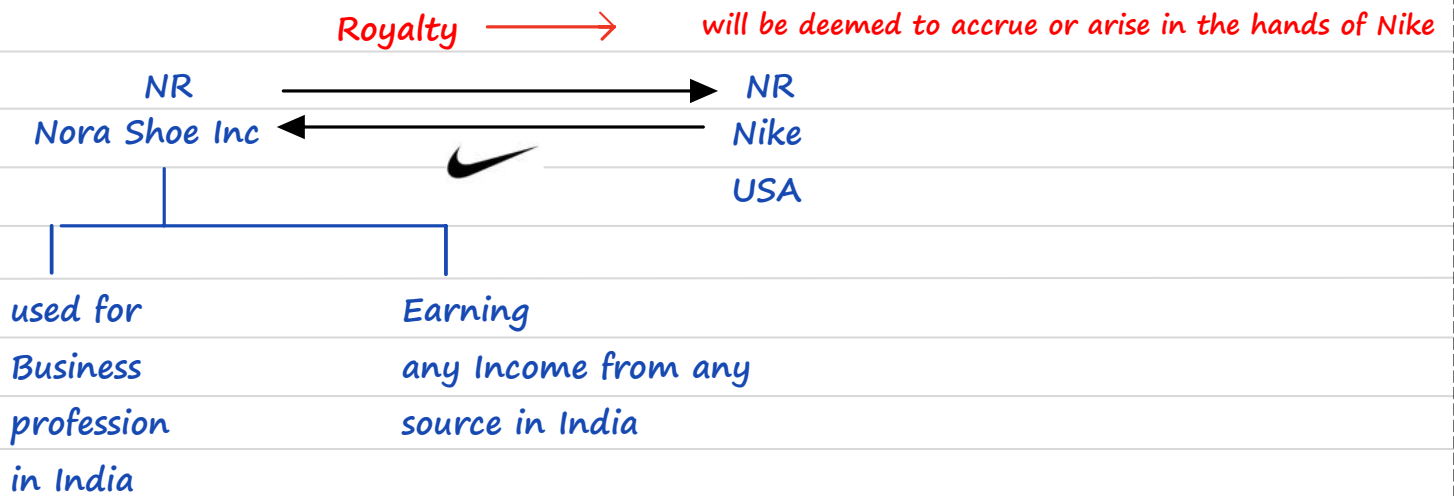 Royalty → will be deemed to accrue or arise in the hands of Nike
NR NR
Nora Shoe Inc Nike
USA
used for Earning
Business any Income from any
profession source in India
in India